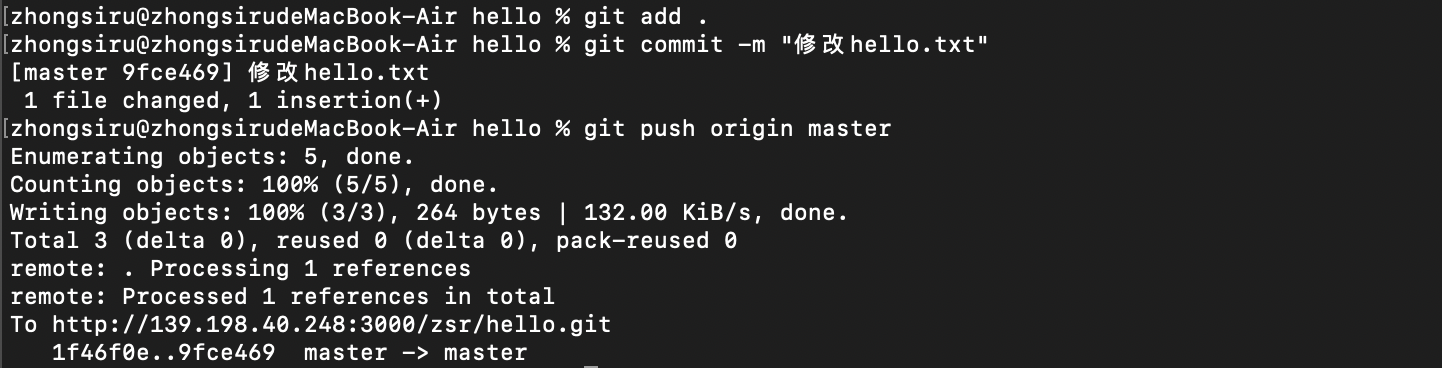 [zhongsiru@zhongsirudeMacBook-Air hello % git add .
[zhongsiru@zhongsirudeMacBook-Air hello % git commit -m "修改hello.txt"
[master 9fce469] 修改hello.txt
1 file changed, 1 insertion(+)
[zhongsiru@zhongsirudeMacBook-Air hello % git push origin master
Enumerating objects: 5, done.
Counting objects: 100% (5/5), done.
Writing objects: 100% (3/3), 264 bytes | 132.00 KiB/s, done.
Total 3 (delta 0), reused 0 (delta 0), pack-reused 0
remote: . Processing 1 references
remote: Processed 1 references in total
To http://139.198.40.248:3000/zsr/hello.git
1f46f0e..9fce469  master -> master